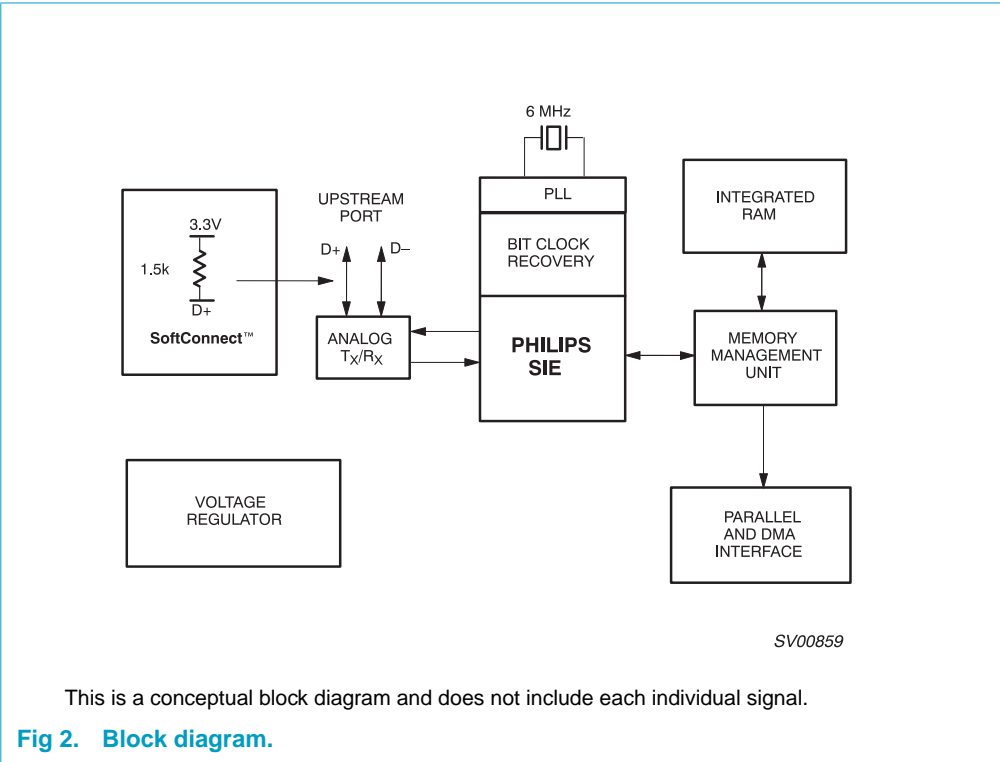 6 MHz
PLL
BIT CLOCK
RECOVERY
PHILIPS
SIE
UPSTREAM
PORT
D+
D–
ANALOG
TX/RX
3.3V
1.5k
D+
SoftConnect™
INTEGRATED
RAM
MEMORY
MANAGEMENT
UNIT
VOLTAGE
REGULATOR
PARALLEL
AND DMA
INTERFACE
SV00859
This is a conceptual block diagram and does not include each individual signal.
Fig 2. Block diagram.